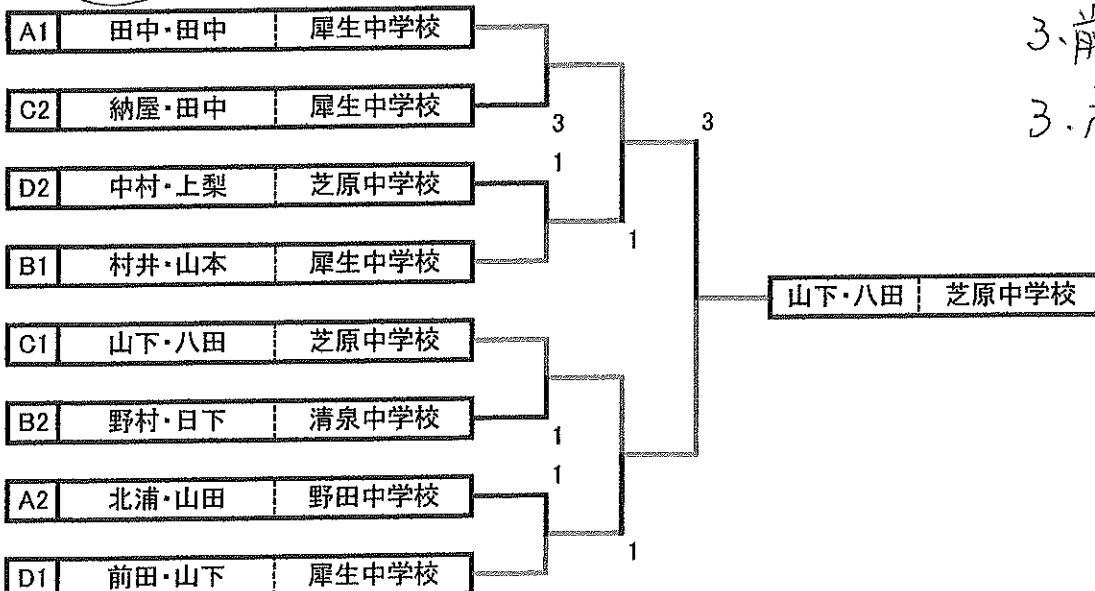 A1 田中・田中 犀生中学校
C2 納屋・田中 犀生中学校
3
1
D2 中村・上梨 芝原中学校
B1 村井・山本 犀生中学校
1
3
山下・八田 芝原中学校
C1 山下・八田 芝原中学校
B2 野村・日下 清泉中学校
1
1
A2 北浦・山田 野田中学校
D1 前田・山下 犀生中学校
1
3、前
3.